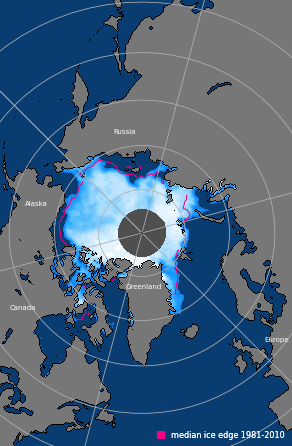 Russia
Alaska
Greenland
Canada
Europe
median ice edge 1981-2010